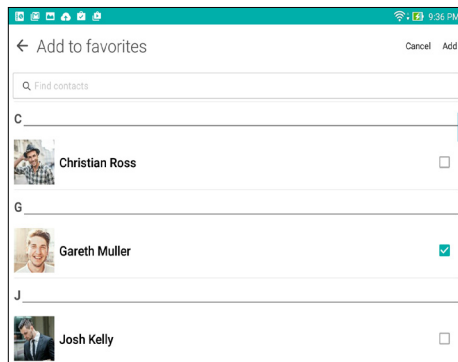 9:36 PM
Add to favorites
Cancel Add
Find contacts
C
Christian Ross
G
Gareth Muller
J
Josh Kelly